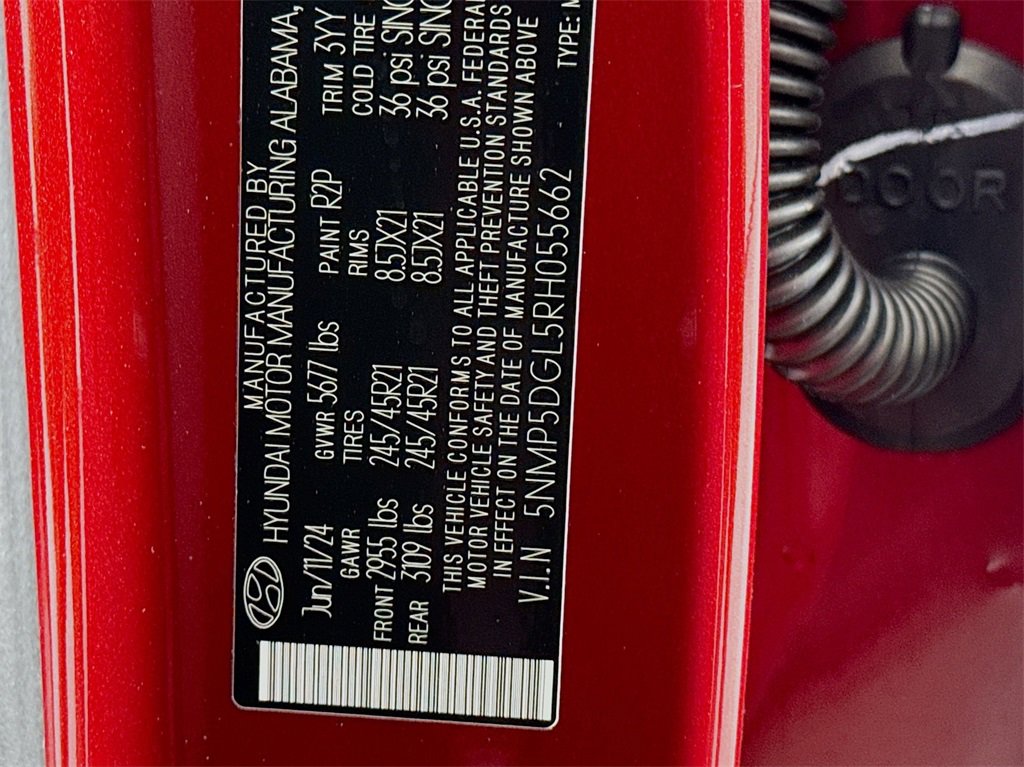 MANUFACTURED BY
HYUNDAI MOTOR MANUFACTURING ALABAMA,
Jun/11/24 GVWR 5677 lbs PAINT R2P TRIM 3YY
GAWR TIRES RIMS COLD TIRE
FRONT 2955 lbs 245/45R21 8.5JX21 36 psi SING
REAR 3109 lbs 245/45R21 8.5JX21 36 psi SING
THIS VEHICLE CONFORMS TO ALL APPLICABLE U.S.A. FEDERAL
MOTOR VEHICLE SAFETY AND THEFT PREVENTION STANDARDS
IN EFFECT ON THE DATE OF MANUFACTURE SHOWN ABOVE
V.I.N 5NMP5DGL5RH055662 TYPE: M
DOOR